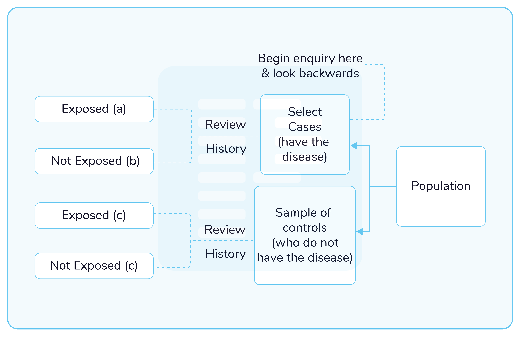 Begin enquiry here
& look backwards
Exposed (a)
Not Exposed (b)
Review
History
Select
Cases
(have the
disease)
Population
Exposed (c)
Not Exposed (c)
Review
History
Sample of
controls
(who do not
have the disease)